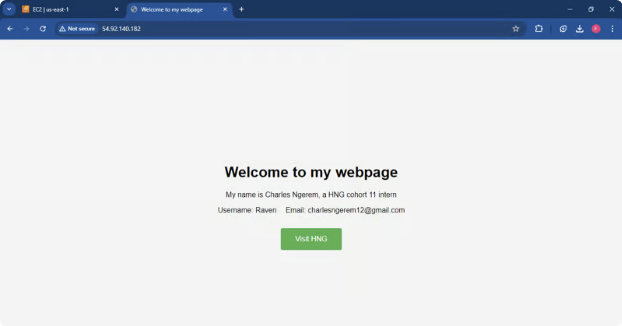 EC2 | us-east-1
Welcome to my webpage
Not secure
54.92.140.182
Welcome to my webpage
My name is Charles Ngerem, a HNG cohort 11 intern
Username: Raven Email: charlesngerem12@gmail.com
Visit HNG